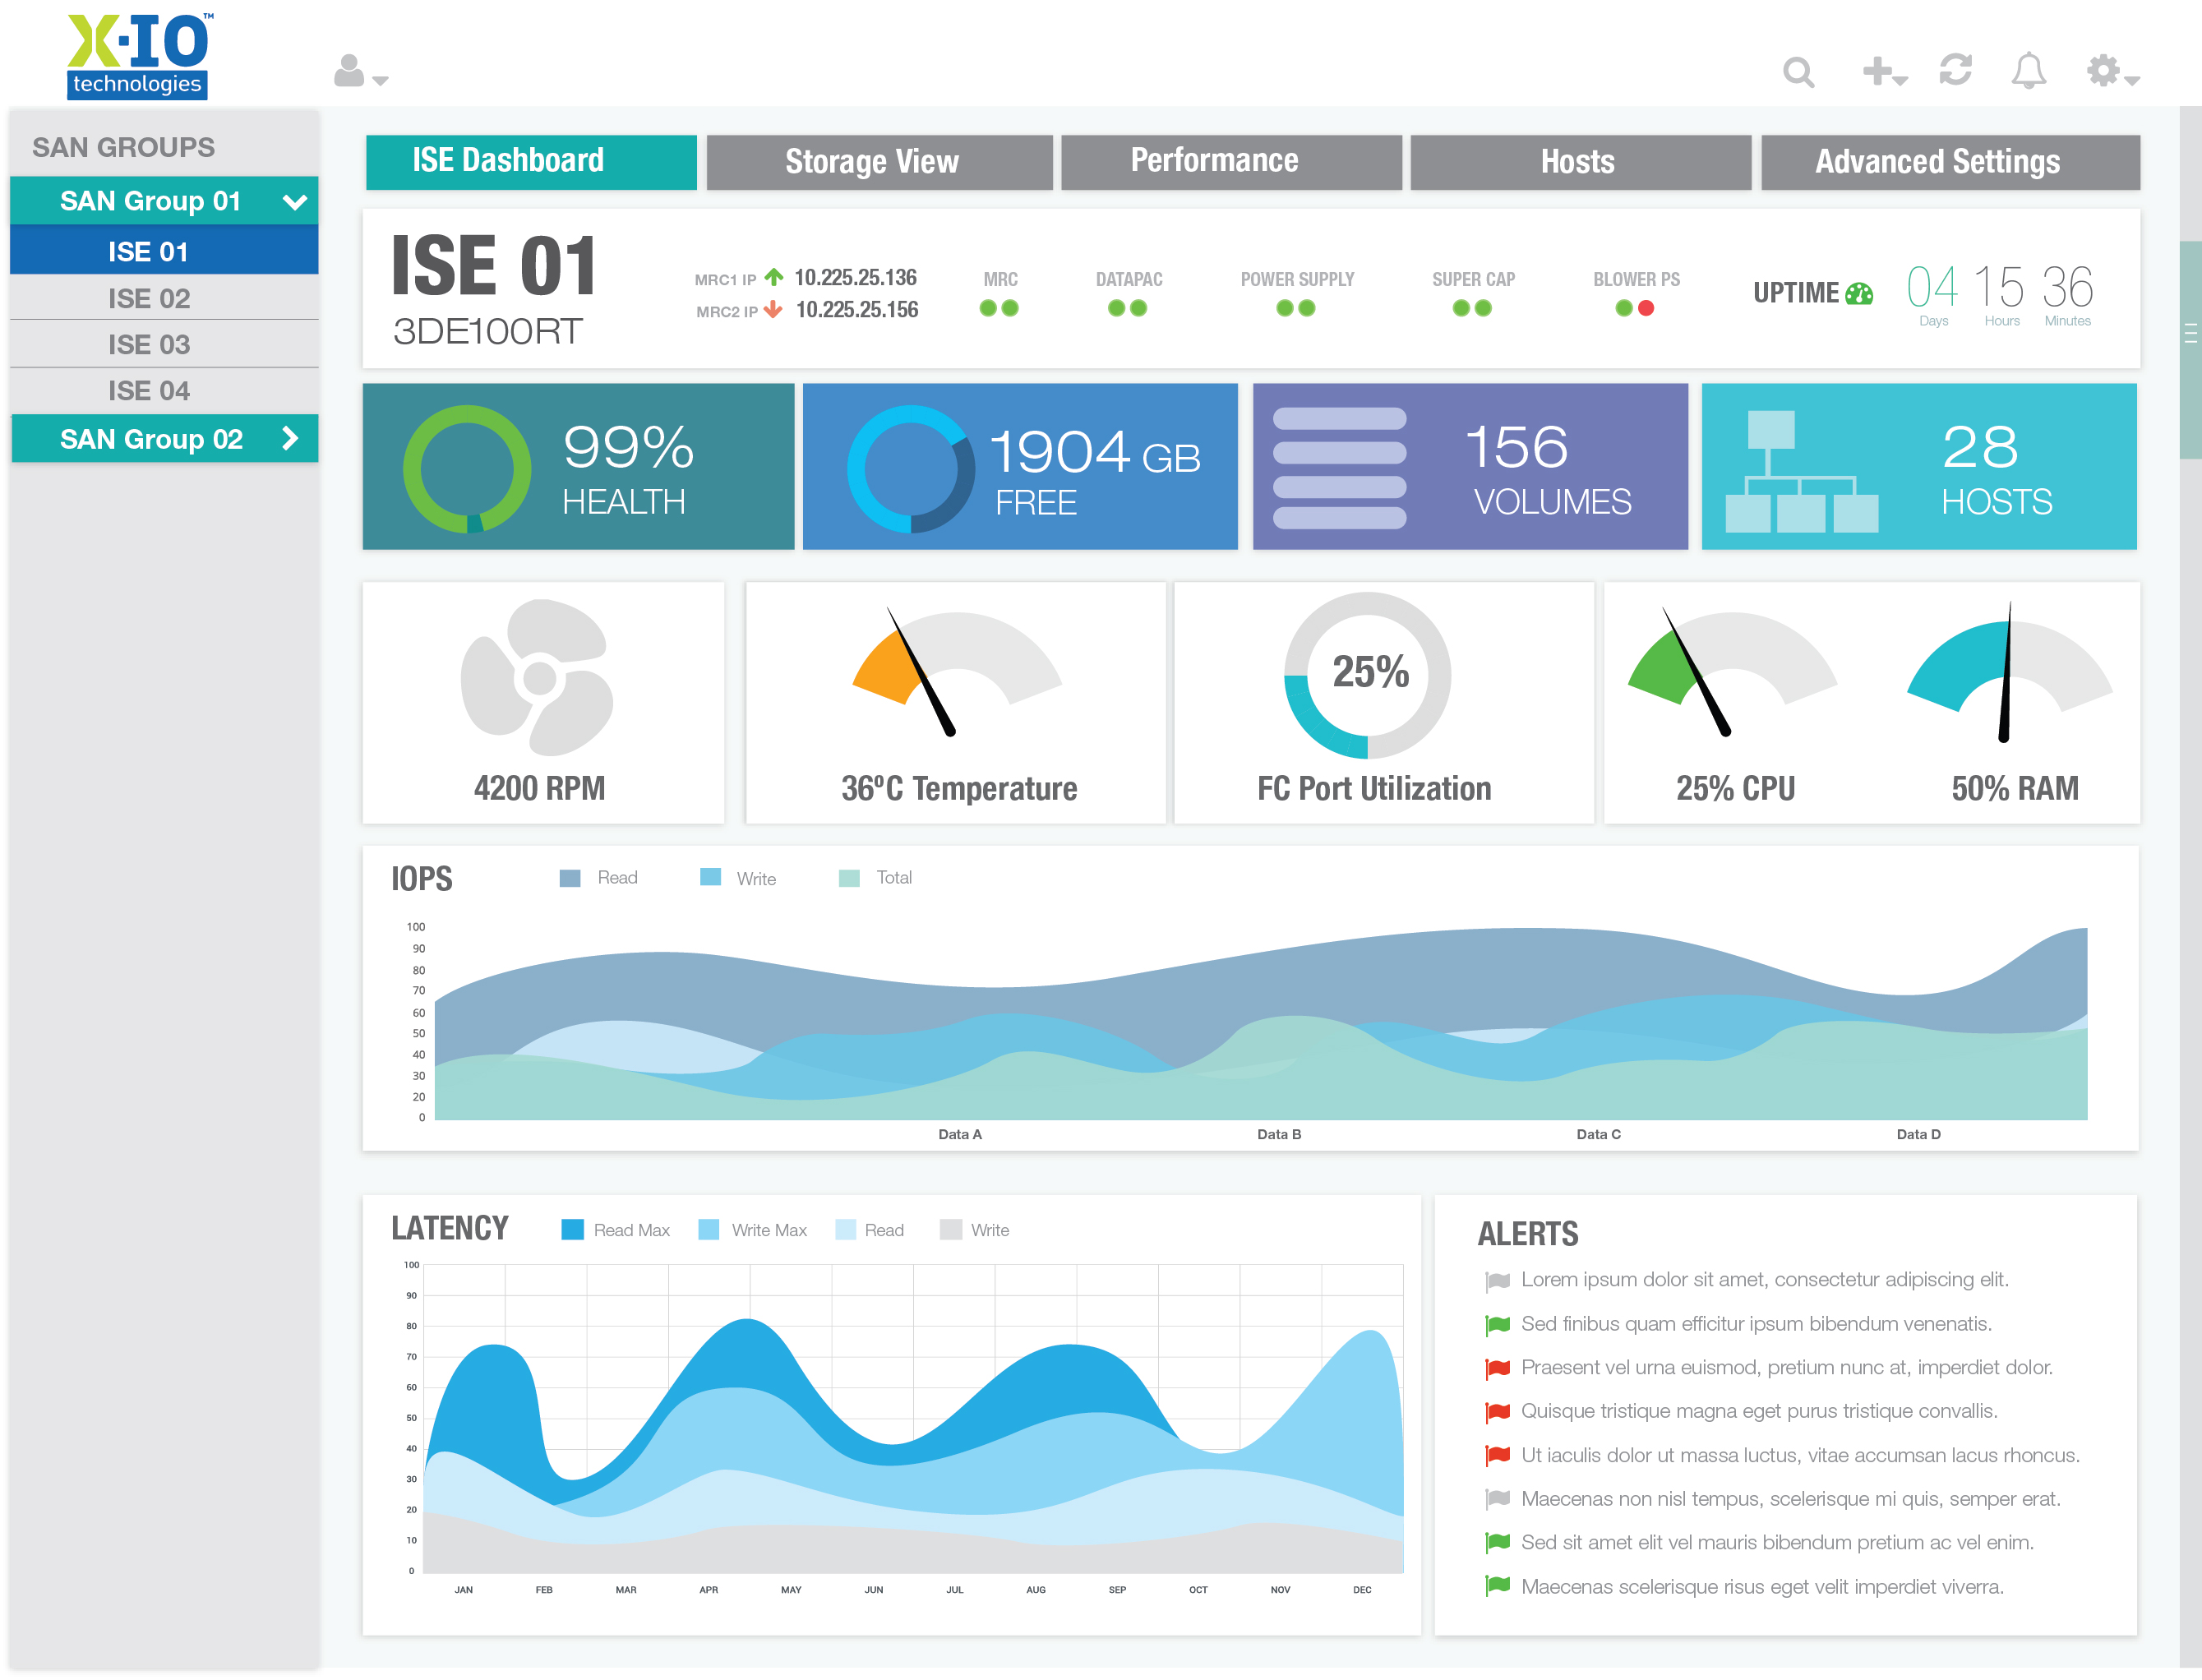 X-IO™
technologies
SAN GROUPS
SAN Group 01
ISE 01
ISE 02
ISE 03
ISE 04
SAN Group 02
ISE Dashboard
Storage View
Performance
Hosts
Advanced Settings
ISE 01
3DE100RT
MRC1 IP 10.225.25.136
MRC2 IP 10.225.25.156
MRC
DATAPAC
POWER SUPPLY
SUPER CAP
BLOWER PS
UPTIME
04 15 36
Days Hours Minutes
99%
HEALTH
1904 GB
FREE
156
VOLUMES
28
HOSTS
4200 RPM
36ºC Temperature
25%
FC Port Utilization
25% CPU
50% RAM
IOPS
Read
Write
Total
100
90
80
70
60
50
40
30
20
0
Data A
Data B
Data C
Data D
LATENCY
Read Max
Write Max
Read
Write
100
90
80
70
60
50
40
30
20
10
0
JAN
FEB
MAR
APR
MAY
JUN
JUL
AUG
SEP
OCT
NOV
DEC
ALERTS
Lorem ipsum dolor sit amet, consectetur adipiscing elit.
Sed finibus quam efficitur ipsum bibendum venenatis.
Praesent vel urna euismod, pretium nunc at, imperdiet dolor.
Quisque tristique magna eget purus tristique convallis.
Ut iaculis dolor ut massa luctus, vitae accumsan lacus rhoncus.
Maecenas non nisl tempus, scelerisque mi quis, semper erat.
Sed sit amet elit vel mauris bibendum pretium ac vel enim.
Maecenas scelerisque risus eget velit imperdiet viverra.